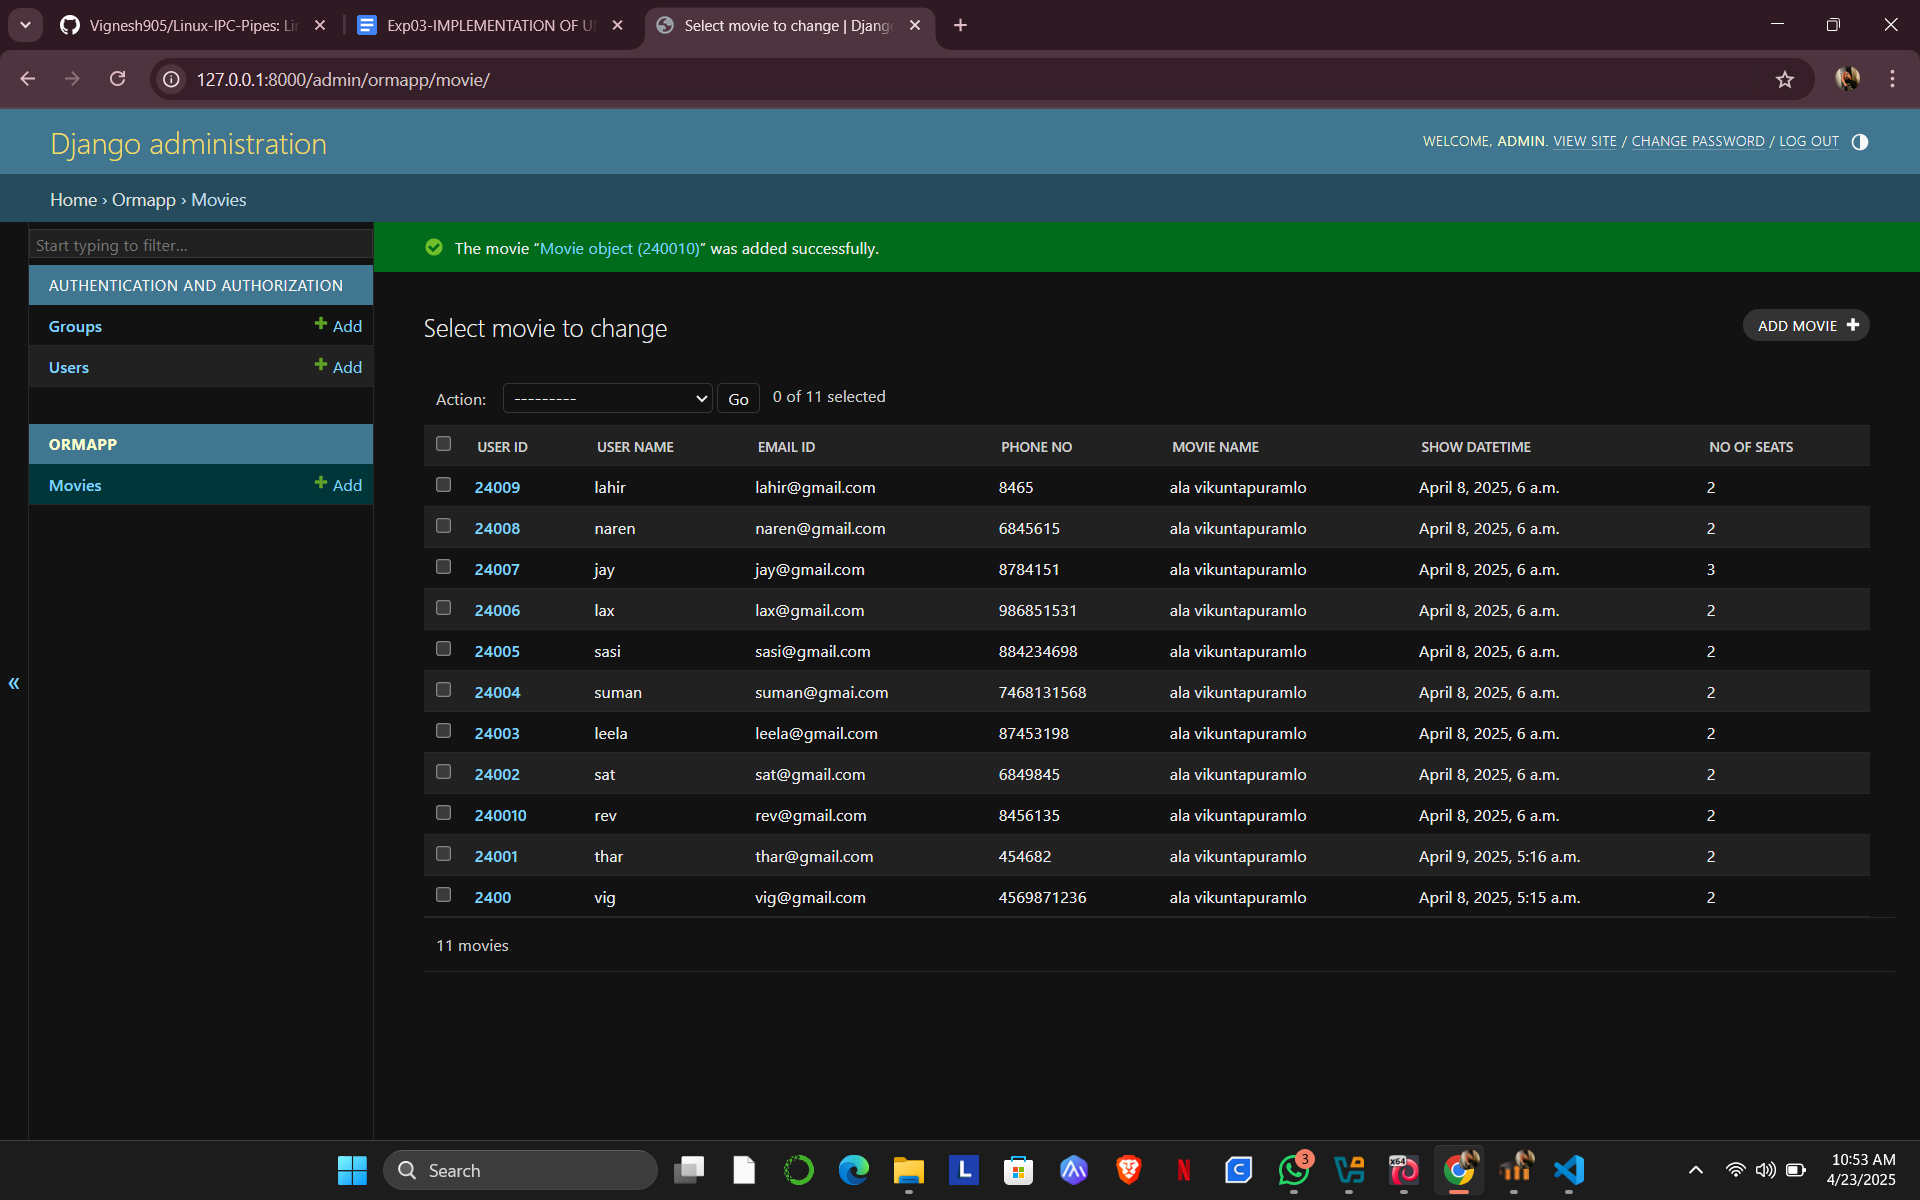 Vignesh905/Linux-IPC-Pipes: Li
Exp03-IMPLEMENTATION OF U
Select movie to change | Djang
127.0.0.1:8000/admin/ormapp/movie/
Django administration
WELCOME, ADMIN. VIEW SITE / CHANGE PASSWORD / LOG OUT
Home › Ormapp › Movies
Start typing to filter...
AUTHENTICATION AND AUTHORIZATION
Groups + Add
Users + Add
ORMAPP
Movies + Add
«
The movie “Movie object (240010)” was added successfully.
Select movie to change
ADD MOVIE +
Action: --------- Go 0 of 11 selected
USER ID USER NAME EMAIL ID PHONE NO MOVIE NAME SHOW DATETIME NO OF SEATS
24009 lahir lahir@gmail.com 8465 ala vikuntapuramlo April 8, 2025, 6 a.m. 2
24008 naren naren@gmail.com 6845615 ala vikuntapuramlo April 8, 2025, 6 a.m. 2
24007 jay jay@gmail.com 8784151 ala vikuntapuramlo April 8, 2025, 6 a.m. 3
24006 lax lax@gmail.com 986851531 ala vikuntapuramlo April 8, 2025, 6 a.m. 2
24005 sasi sasi@gmail.com 884234698 ala vikuntapuramlo April 8, 2025, 6 a.m. 2
24004 suman suman@gmai.com 7468131568 ala vikuntapuramlo April 8, 2025, 6 a.m. 2
24003 leela leela@gmail.com 87453198 ala vikuntapuramlo April 8, 2025, 6 a.m. 2
24002 sat sat@gmail.com 6849845 ala vikuntapuramlo April 8, 2025, 6 a.m. 2
240010 rev rev@gmail.com 8456135 ala vikuntapuramlo April 8, 2025, 6 a.m. 2
24001 thar thar@gmail.com 454682 ala vikuntapuramlo April 9, 2025, 5:16 a.m. 2
2400 vig vig@gmail.com 4569871236 ala vikuntapuramlo April 8, 2025, 5:15 a.m. 2
11 movies
Search
L
N
C
3
x64
10:53 AM
4/23/2025